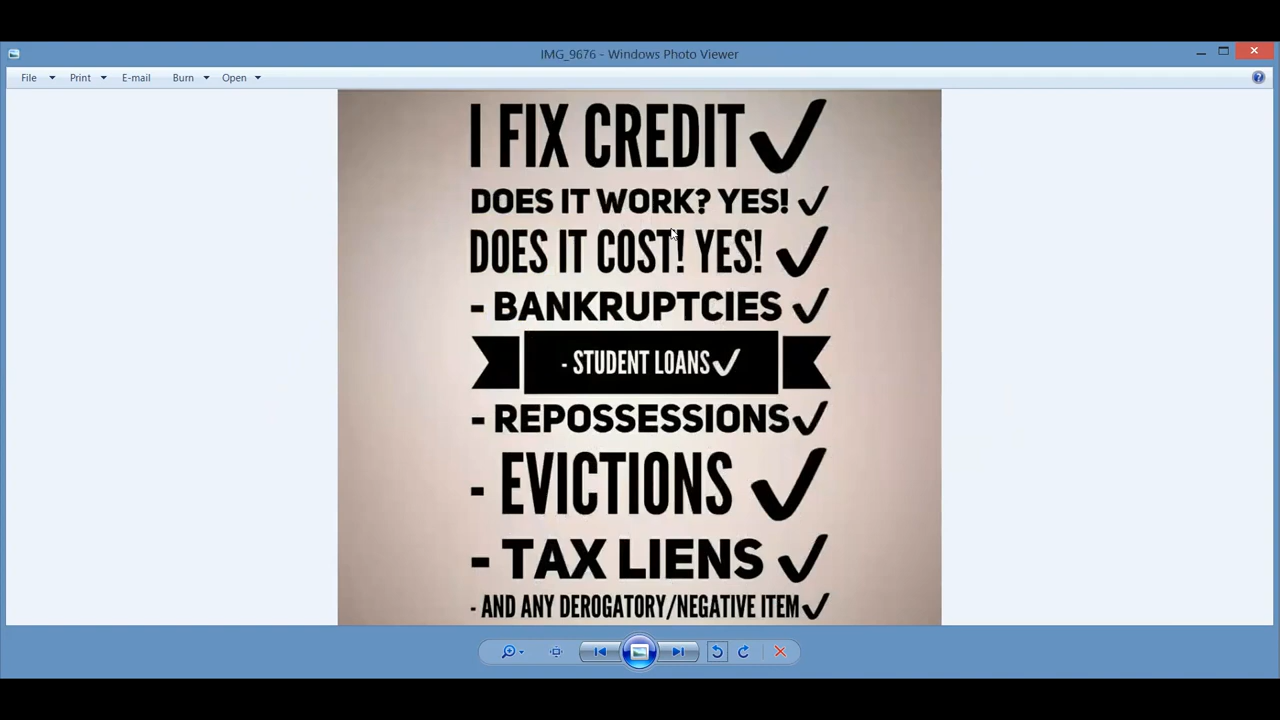 IMG_9676 - Windows Photo Viewer
File Print E-mail Burn Open
I FIX CREDIT✔
DOES IT WORK? YES! ✔
DOES IT COST! YES! ✔
- BANKRUPTCIES ✔
- STUDENT LOANS✔
- REPOSSESSIONS✔
- EVICTIONS ✔
- TAX LIENS ✔
- AND ANY DEROGATORY/NEGATIVE ITEM✔